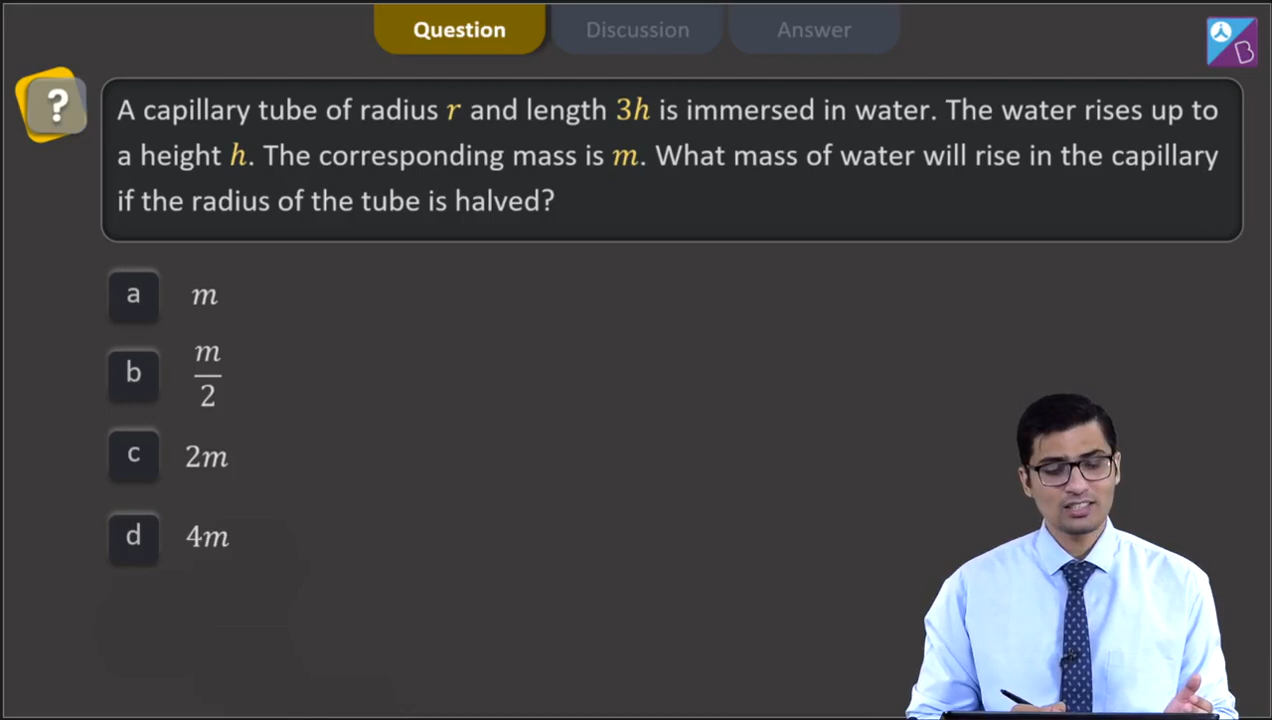 Question Discussion Answer
B
?
A capillary tube of radius r and length 3h is immersed in water. The water rises up to
a height h. The corresponding mass is m. What mass of water will rise in the capillary
if the radius of the tube is halved?
a m
b m/2
c 2m
d 4m